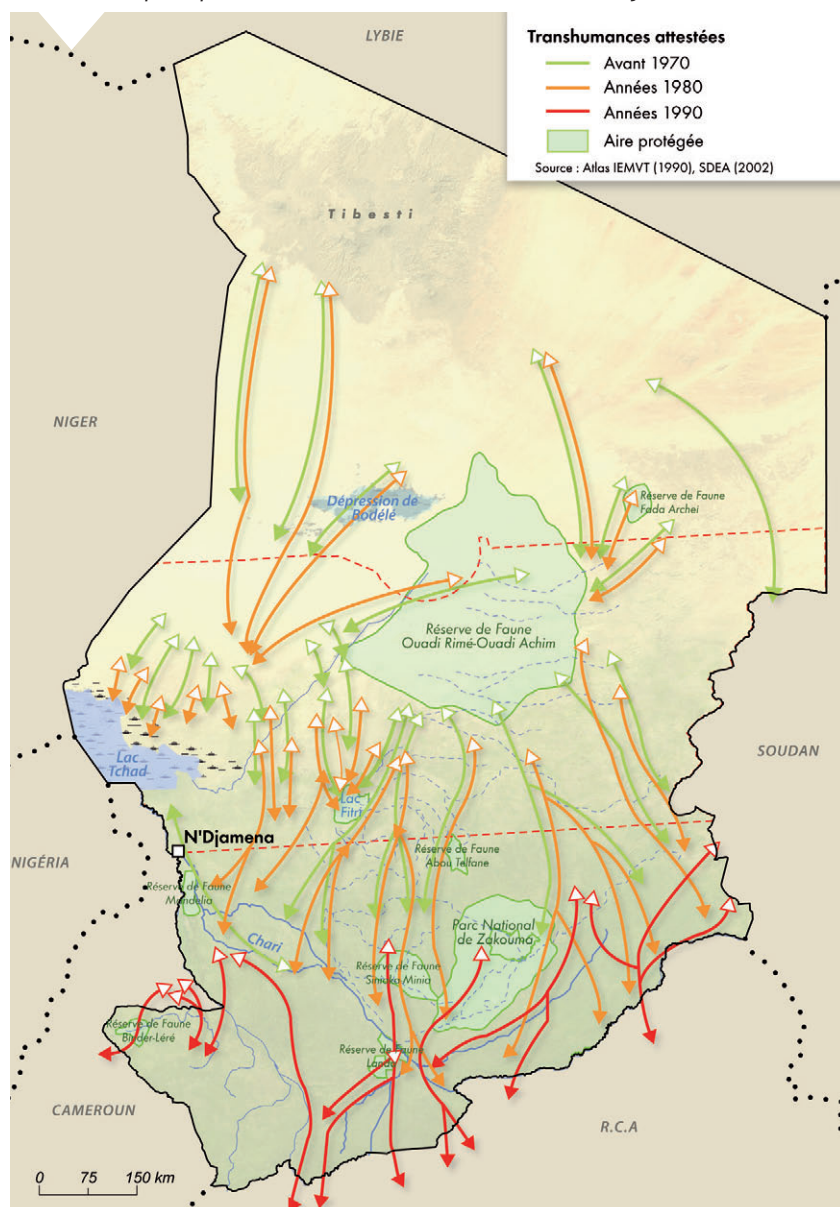 LYBIE
Transhumances attestées
Avant 1970
Années 1980
Années 1990
Aire protégée
Source : Atlas IEMVT (1990), SDEA (2002)
Tibesti
NIGER
Dépression de
Bodélé
Réserve de Faune
Fada Archei
Réserve de Faune
Ouadi Rimé-Ouadi Achim
SOUDAN
Lac
Tchad
Lac
Fitri
N'Djamena
NIGÉRIA
Réserve de Faune
Abou Telfane
Réserve de Faune
Mandelia
Parc National
de Zakouma
Chari
Réserve de Faune
Siniaka Minia
Réserve de Faune
Binder-Léré
Réserve de Faune
CAMEROUN
R.C.A
0 75 150 km